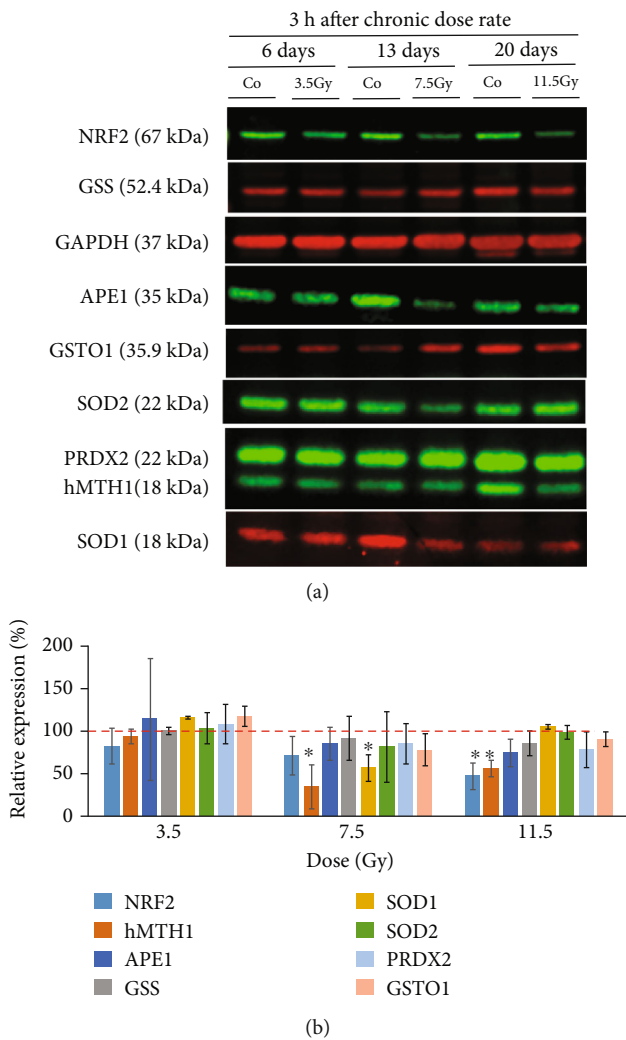 3 h after chronic dose rate
6 days 13 days 20 days
Co 3.5Gy Co 7.5Gy Co 11.5Gy
NRF2 (67 kDa)
GSS (52.4 kDa)
GAPDH (37 kDa)
APE1 (35 kDa)
GSTO1 (35.9 kDa)
SOD2 (22 kDa)
PRDX2 (22 kDa)
hMTH1(18 kDa)
SOD1 (18 kDa)
(a)
Relative expression (%)
200
150
100
50
0
* * * *
3.5 7.5 11.5
Dose (Gy)
NRF2
hMTH1
APE1
GSS
SOD1
SOD2
PRDX2
GSTO1
(b)